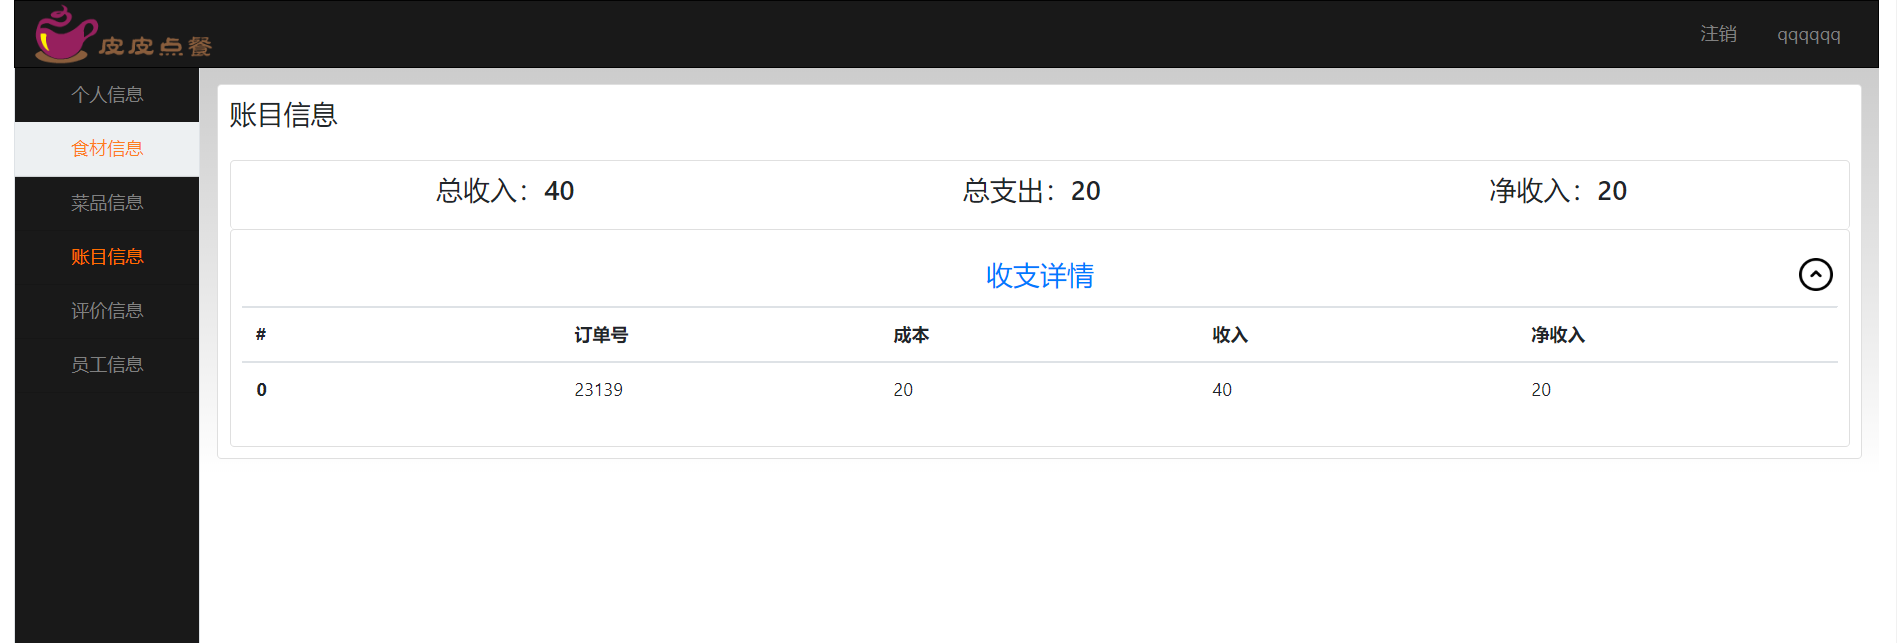 皮皮点餐
注销 qqqqqq
个人信息
食材信息
菜品信息
账目信息
评价信息
员工信息
账目信息
总收入：40 总支出：20 净收入：20
收支详情
# 订单号 成本 收入 净收入
0 23139 20 40 20